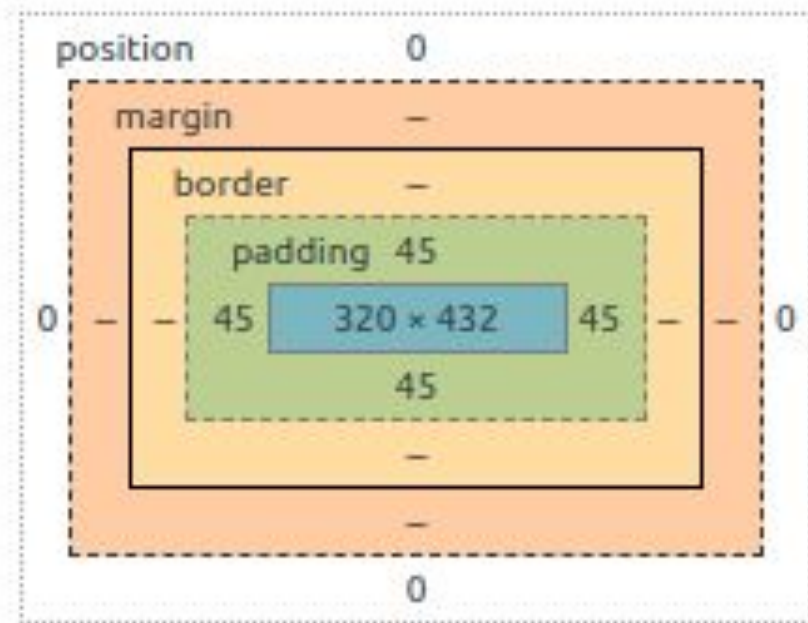 position 0
margin –
border –
padding 45
0 – – 45 320 × 432 45 – – 0
45
–
–
0